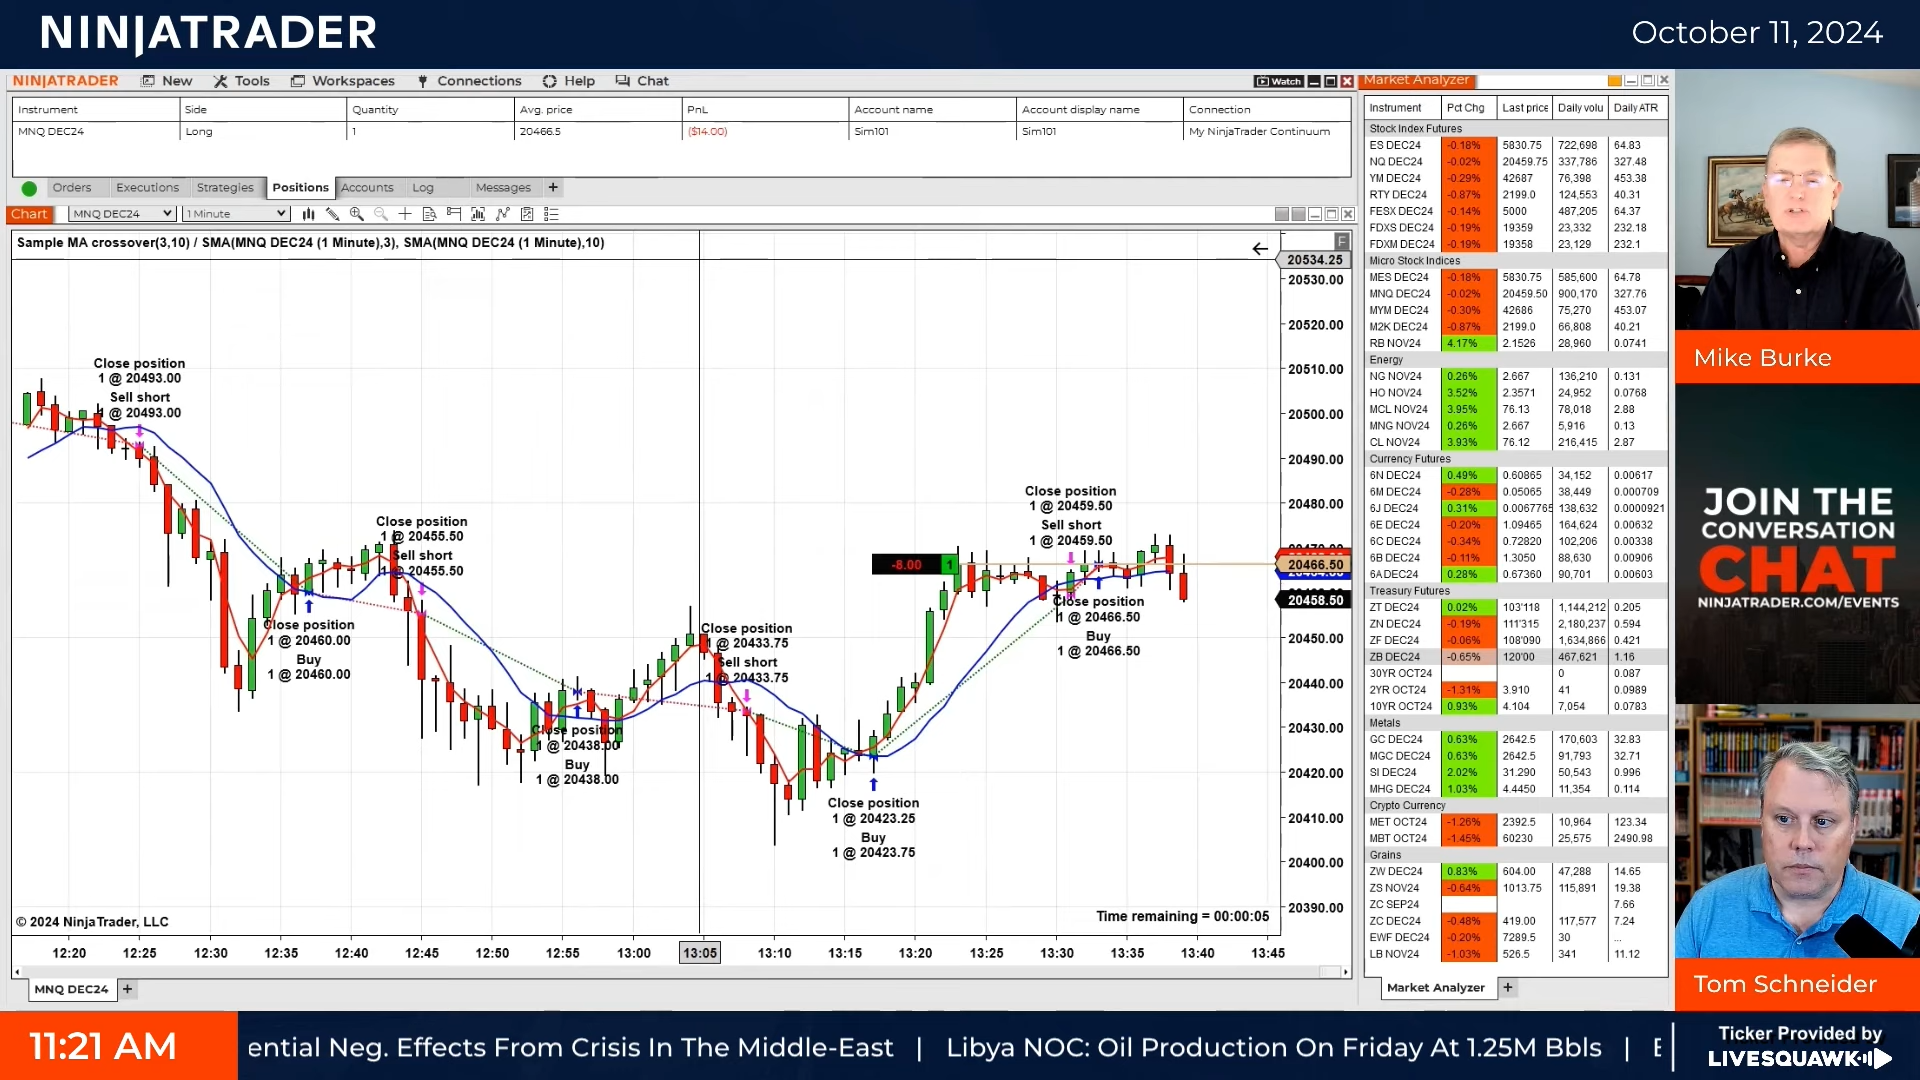 NINJATRADER
October 11, 2024
NINJATRADER New Tools Workspaces Connections Help Chat
Watch
Instrument Side Quantity Avg. price PnL Account name Account display name Connection
MNQ DEC24 Long 1 20466.5 ($14.00) Sim101 Sim101 My NinjaTrader Continuum
Orders Executions Strategies Positions Accounts Log Messages +
Chart MNQ DEC24 1 Minute
Sample MA crossover(3,10) / SMA(MNQ DEC24 (1 Minute),3), SMA(MNQ DEC24 (1 Minute),10)
F
20534.25
20530.00
20520.00
20510.00
20500.00
20490.00
20480.00
20466.50
20458.50
20450.00
20440.00
20430.00
20420.00
20410.00
20400.00
20390.00
Close position
1 @ 20493.00
Sell short
1 @ 20493.00
Close position
1 @ 20460.00
Buy
1 @ 20460.00
Close position
1 @ 20455.50
Sell short
1 @ 20455.50
Close position
1 @ 20438.00
Buy
1 @ 20438.00
Close position
1 @ 20433.75
Sell short
1 @ 20433.75
Close position
1 @ 20423.25
Buy
1 @ 20423.75
-8.00 1
Close position
1 @ 20459.50
Sell short
1 @ 20459.50
Close position
1 @ 20466.50
Buy
1 @ 20466.50
© 2024 NinjaTrader, LLC
Time remaining = 00:00:05
12:20 12:25 12:30 12:35 12:40 12:45 12:50 12:55 13:00 13:05 13:10 13:15 13:20 13:25 13:30 13:35 13:40 13:45
MNQ DEC24 +
Market Analyzer
Instrument Pct Chg Last price Daily volu Daily ATR
Stock Index Futures
ES DEC24 -0.18% 5830.75 722,698 64.83
NQ DEC24 -0.02% 20459.75 337,786 327.48
YM DEC24 -0.29% 42687 76,398 453.38
RTY DEC24 -0.87% 2199.0 124,553 40.31
FESX DEC24 -0.14% 5000 487,205 64.37
FDXS DEC24 -0.19% 19359 23,332 232.18
FDXM DEC24 -0.19% 19358 23,129 232.1
Micro Stock Indices
MES DEC24 -0.18% 5830.75 585,600 64.78
MNQ DEC24 -0.02% 20459.50 900,170 327.76
MYM DEC24 -0.30% 42686 75,270 453.07
M2K DEC24 -0.87% 2199.0 66,808 40.21
RB NOV24 4.17% 2.1526 28,960 0.0741
Energy
NG NOV24 0.26% 2.667 136,210 0.131
HO NOV24 3.52% 2.3571 24,952 0.0768
MCL NOV24 3.95% 76.13 78,018 2.88
MNG NOV24 0.26% 2.667 5,916 0.13
CL NOV24 3.93% 76.12 216,415 2.87
Currency Futures
6N DEC24 0.49% 0.60865 34,152 0.00617
6M DEC24 -0.28% 0.05065 38,449 0.000709
6J DEC24 0.31% 0.0067765 138,632 0.0000921
6E DEC24 -0.20% 1.09465 164,624 0.00632
6C DEC24 -0.34% 0.72820 102,206 0.00338
6B DEC24 -0.11% 1.3050 88,630 0.00906
6A DEC24 0.28% 0.67360 90,701 0.00603
Treasury Futures
ZT DEC24 0.02% 103'118 1,144,212 0.205
ZN DEC24 -0.19% 111'315 2,180,237 0.594
ZF DEC24 -0.06% 108'090 1,634,866 0.421
ZB DEC24 -0.65% 120'00 467,621 1.16
30YR OCT24 0 0.087
2YR OCT24 -1.31% 3.910 41 0.0989
10YR OCT24 0.93% 4.104 7,054 0.0783
Metals
GC DEC24 0.63% 2642.5 170,603 32.83
MGC DEC24 0.63% 2642.5 91,793 32.71
SI DEC24 2.02% 31.290 50,543 0.996
MHG DEC24 1.03% 4.4450 11,354 0.114
Crypto Currency
MET OCT24 -1.26% 2392.5 10,964 123.34
MBT OCT24 -1.45% 60230 25,575 2490.98
Grains
ZW DEC24 0.83% 604.00 47,288 14.65
ZS NOV24 -0.64% 1013.75 115,891 19.38
ZC SEP24 7.66
ZC DEC24 -0.48% 419.00 117,577 7.24
EWF DEC24 -0.20% 7289.5 30 ...
LB NOV24 -1.03% 526.5 341 11.12
Market Analyzer +
Mike Burke
JOIN THE
CONVERSATION
CHAT
NINJATRADER.COM/EVENTS
Tom Schneider
11:21 AM
ential Neg. Effects From Crisis In The Middle-East | Libya NOC: Oil Production On Friday At 1.25M Bbls |
Ticker Provided by
LIVESQUAWK